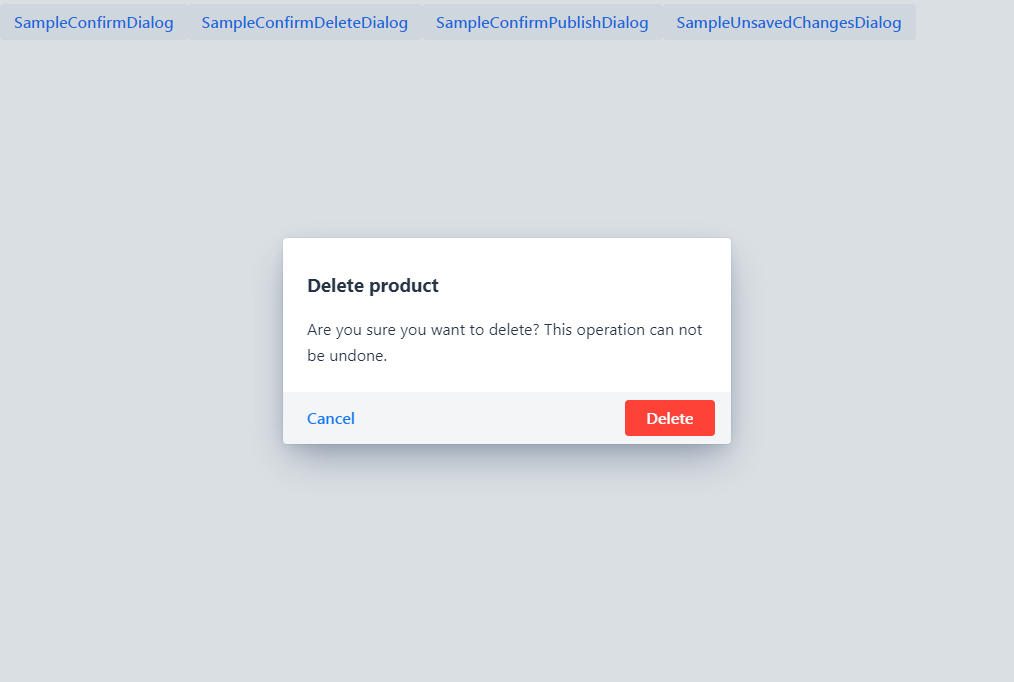 SampleConfirmDialog SampleConfirmDeleteDialog SampleConfirmPublishDialog SampleUnsavedChangesDialog
Delete product
Are you sure you want to delete? This operation can not
be undone.
Cancel Delete